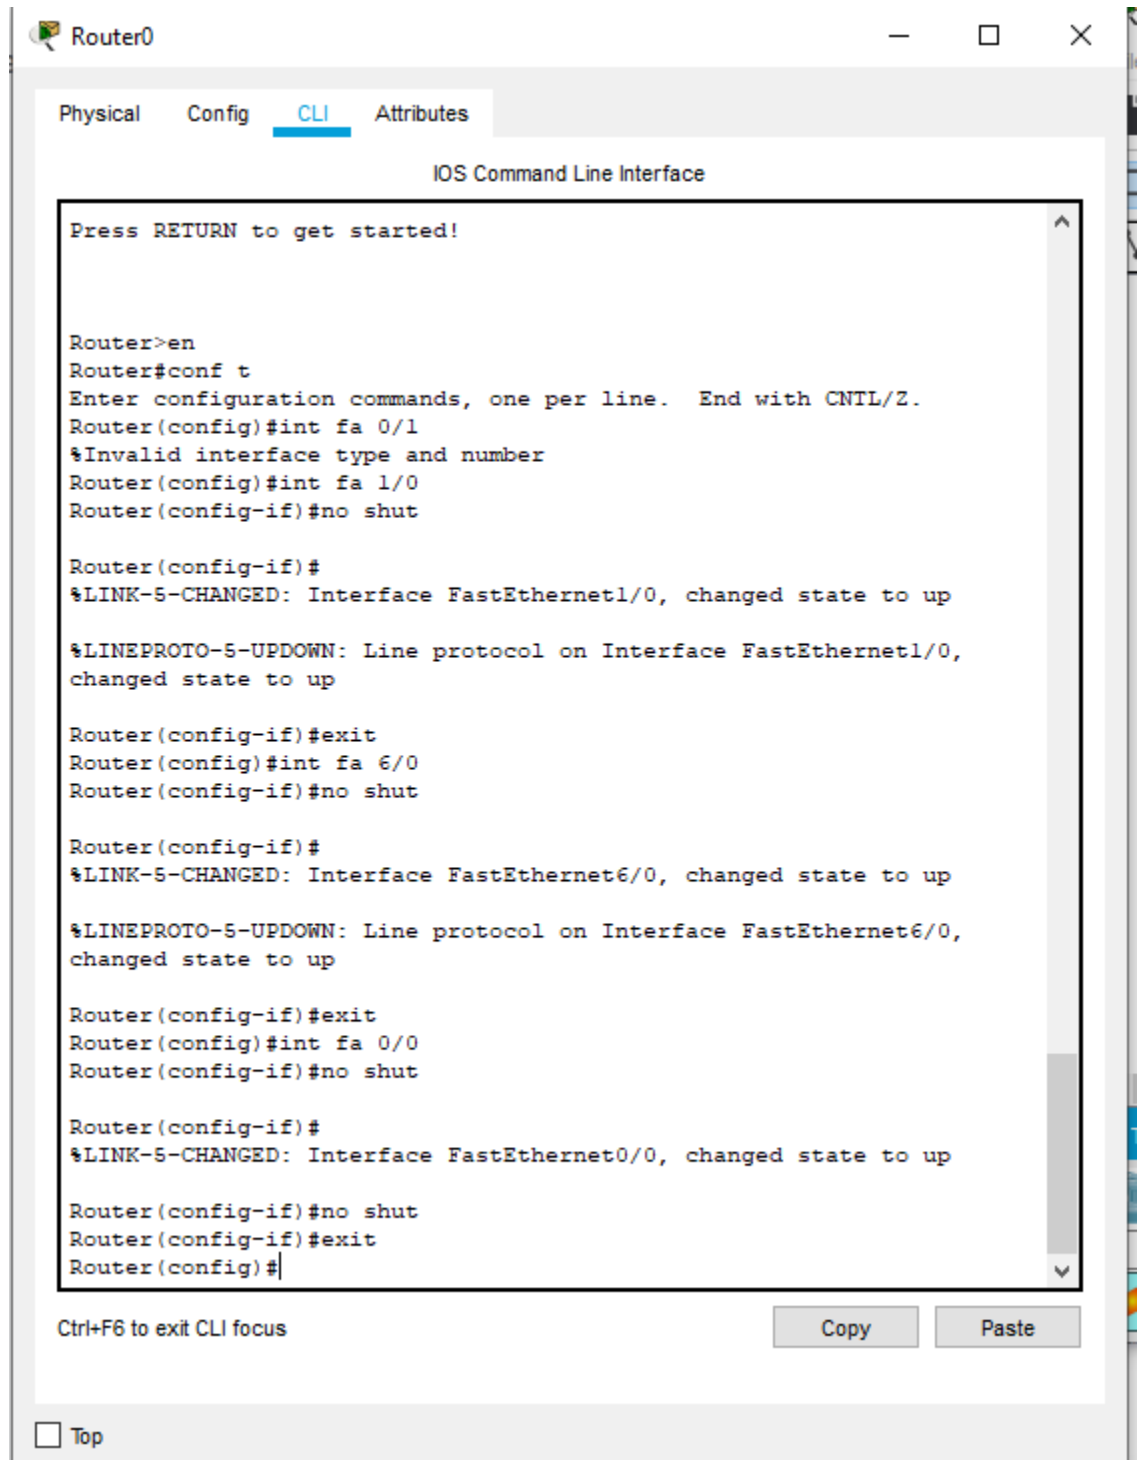 Router0
Physical Config CLI Attributes
IOS Command Line Interface
Press RETURN to get started!
Router>en
Router#conf t
Enter configuration commands, one per line.  End with CNTL/Z.
Router(config)#int fa 0/1
%Invalid interface type and number
Router(config)#int fa 1/0
Router(config-if)#no shut
Router(config-if)#
%LINK-5-CHANGED: Interface FastEthernet1/0, changed state to up
%LINEPROTO-5-UPDOWN: Line protocol on Interface FastEthernet1/0,
changed state to up
Router(config-if)#exit
Router(config)#int fa 6/0
Router(config-if)#no shut
Router(config-if)#
%LINK-5-CHANGED: Interface FastEthernet6/0, changed state to up
%LINEPROTO-5-UPDOWN: Line protocol on Interface FastEthernet6/0,
changed state to up
Router(config-if)#exit
Router(config)#int fa 0/0
Router(config-if)#no shut
Router(config-if)#
%LINK-5-CHANGED: Interface FastEthernet0/0, changed state to up
Router(config-if)#no shut
Router(config-if)#exit
Router(config)#
Ctrl+F6 to exit CLI focus
Copy Paste
Top